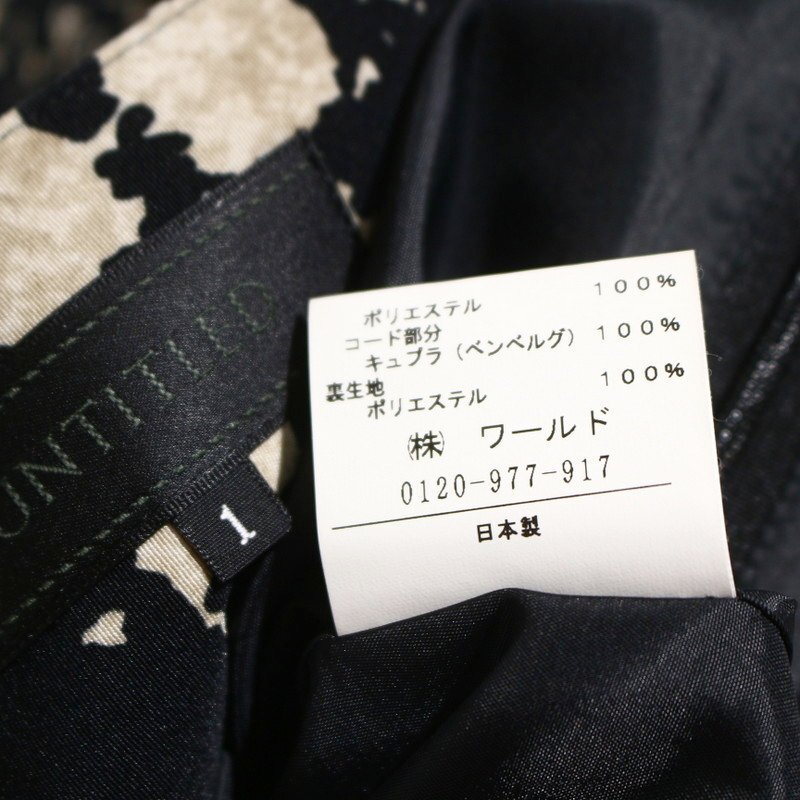 UNTITLED
1
ポリエステル 100%
コード部分
キュプラ (ベンベルグ) 100%
裏生地
ポリエステル 100%
㈱ ワールド
0120-977-917
日本製